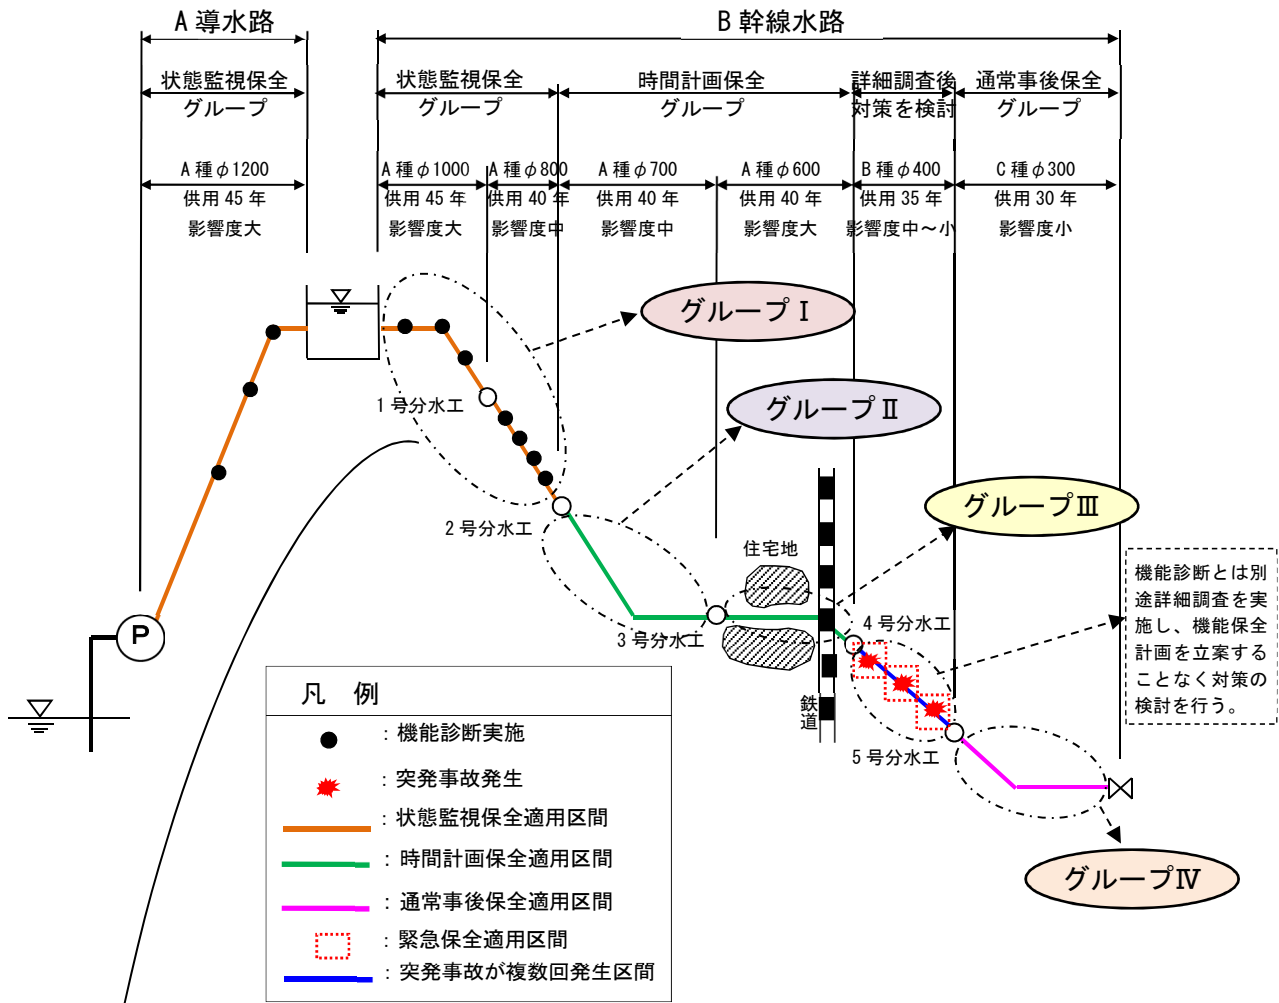 A 導水路
B 幹線水路
状態監視保全
グループ
状態監視保全
グループ
時間計画保全
グループ
詳細調査後
対策を検討
通常事後保全
グループ
A 種φ1200
供用 45 年
影響度大
A 種φ1000
供用 45 年
影響度大
A 種φ800
供用 40 年
影響度中
A 種φ700
供用 40 年
影響度中
A 種φ600
供用 40 年
影響度大
B 種φ400
供用 35 年
影響度中~小
C 種φ300
供用 30 年
影響度小
グループⅠ
グループⅡ
グループⅢ
グループⅣ
1 号分水工
2 号分水工
3 号分水工
4 号分水工
5 号分水工
住宅地
鉄道
P
機能診断とは別
途詳細調査を実
施し、機能保全
計画を立案する
ことなく対策の
検討を行う。
凡 例
: 機能診断実施
: 突発事故発生
: 状態監視保全適用区間
: 時間計画保全適用区間
: 通常事後保全適用区間
: 緊急保全適用区間
: 突発事故が複数回発生区間